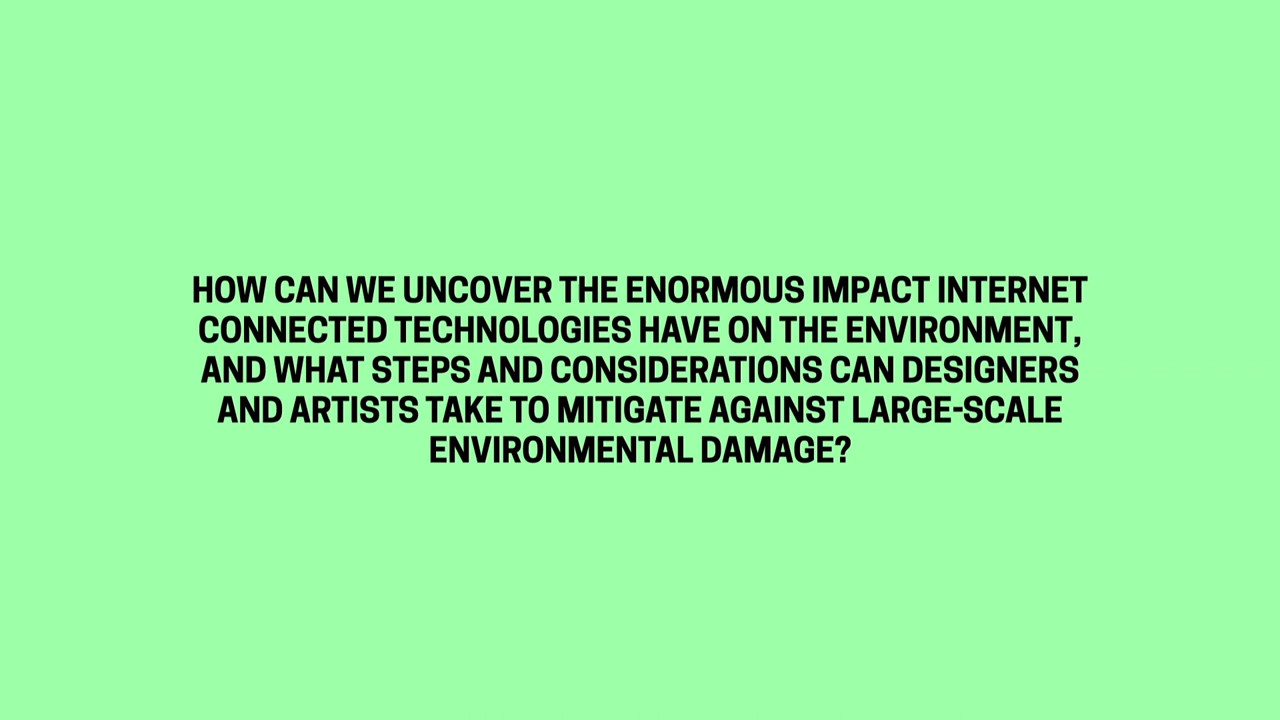 HOW CAN WE UNCOVER THE ENORMOUS IMPACT INTERNET
CONNECTED TECHNOLOGIES HAVE ON THE ENVIRONMENT,
AND WHAT STEPS AND CONSIDERATIONS CAN DESIGNERS
AND ARTISTS TAKE TO MITIGATE AGAINST LARGE-SCALE
ENVIRONMENTAL DAMAGE?